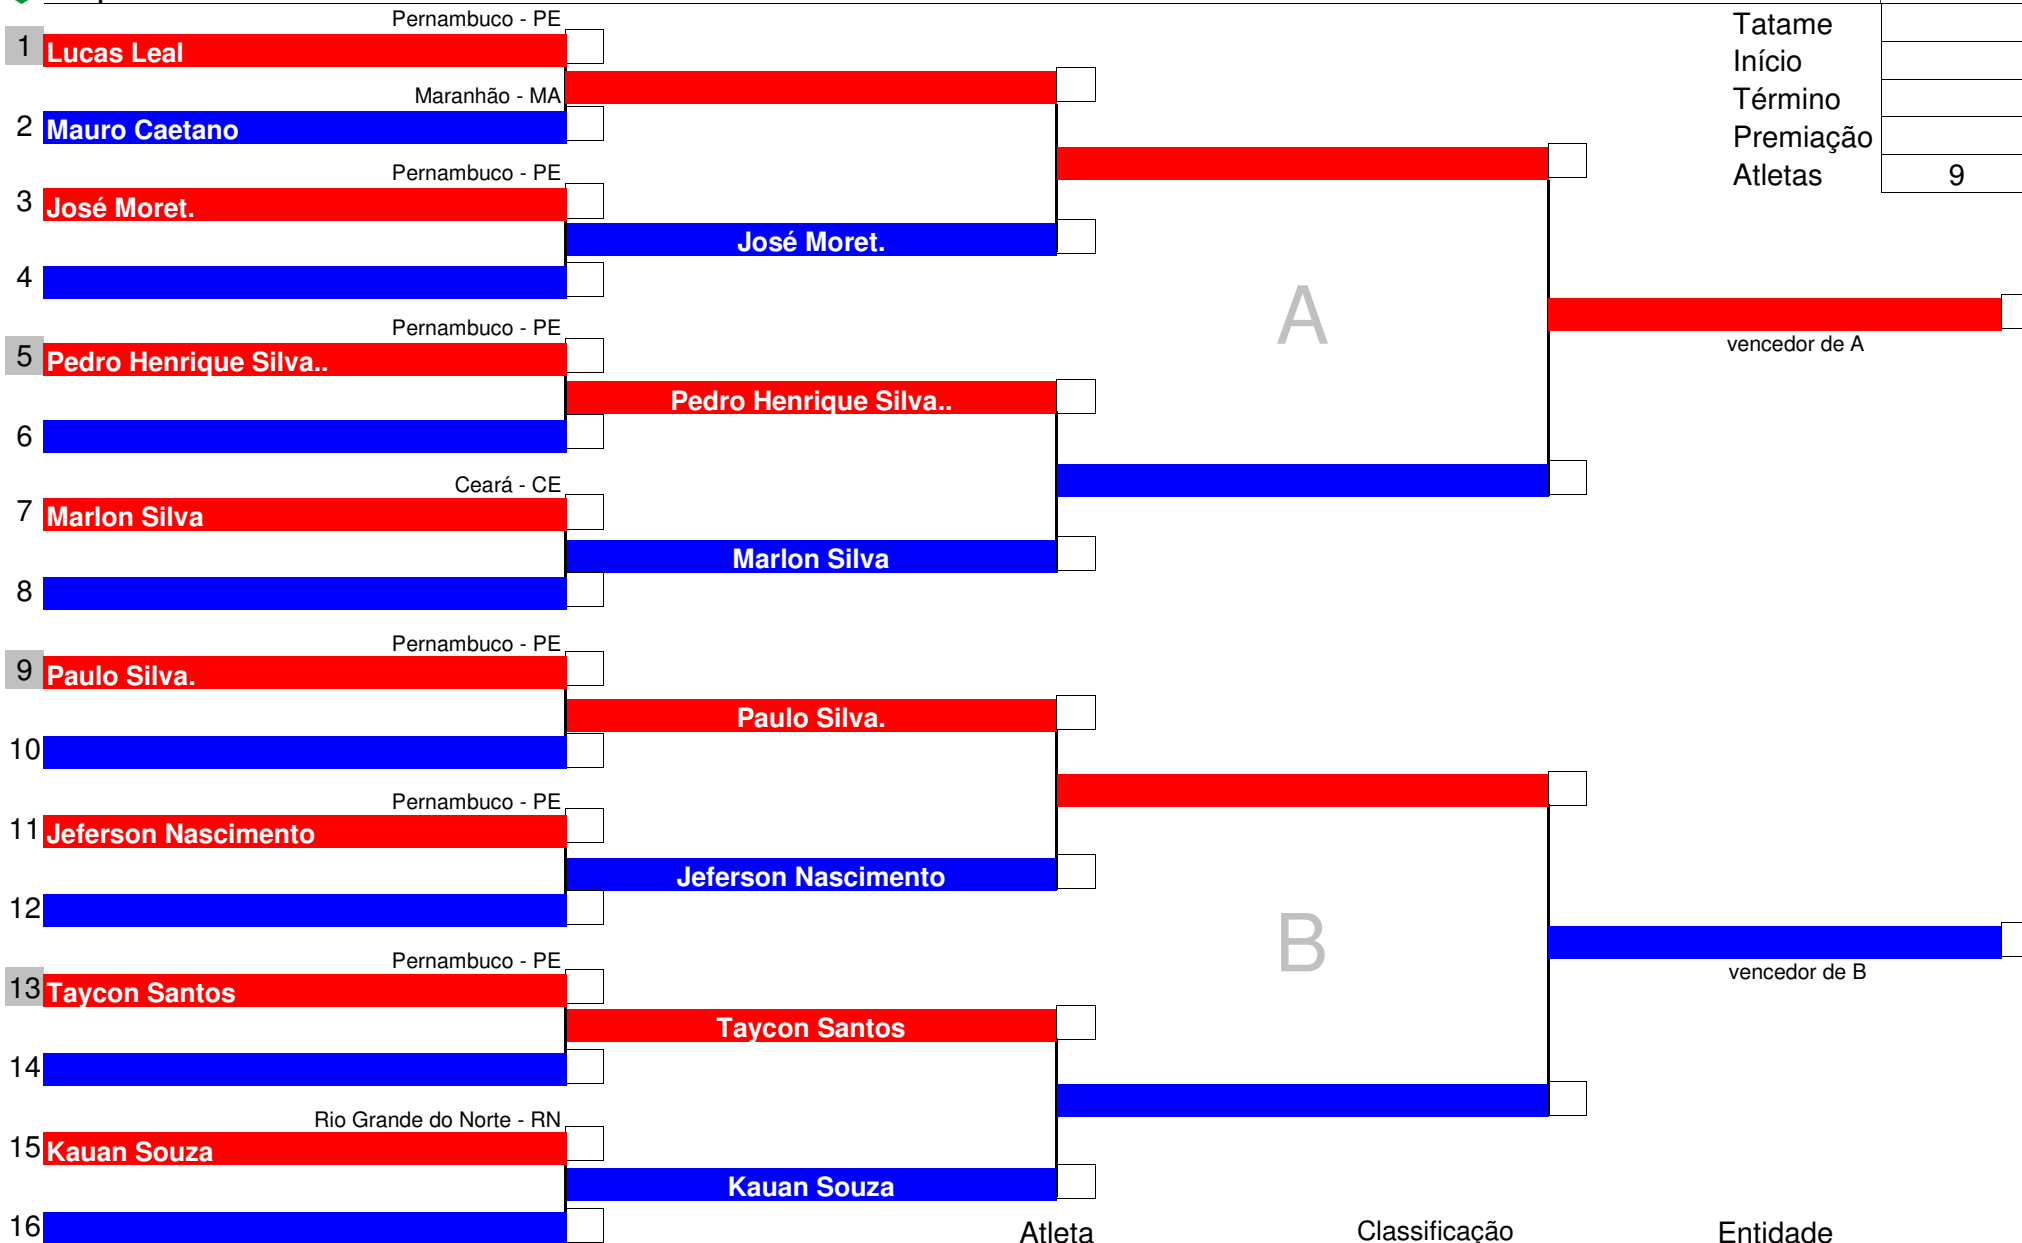 Pernambuco - PE
1 Lucas Leal
Maranhão - MA
2 Mauro Caetano
Pernambuco - PE
3 José Moret.
José Moret.
4
Pernambuco - PE
5 Pedro Henrique Silva..
Pedro Henrique Silva..
6
Ceará - CE
7 Marlon Silva
Marlon Silva
8
Pernambuco - PE
9 Paulo Silva.
Paulo Silva.
10
Pernambuco - PE
11 Jeferson Nascimento
Jeferson Nascimento
12
Pernambuco - PE
13 Taycon Santos
Taycon Santos
14
Rio Grande do Norte - RN
15 Kauan Souza
Kauan Souza
16
A
B
Tatame
Início
Término
Premiação
Atletas 9
vencedor de A
vencedor de B
Atleta Classificação Entidade